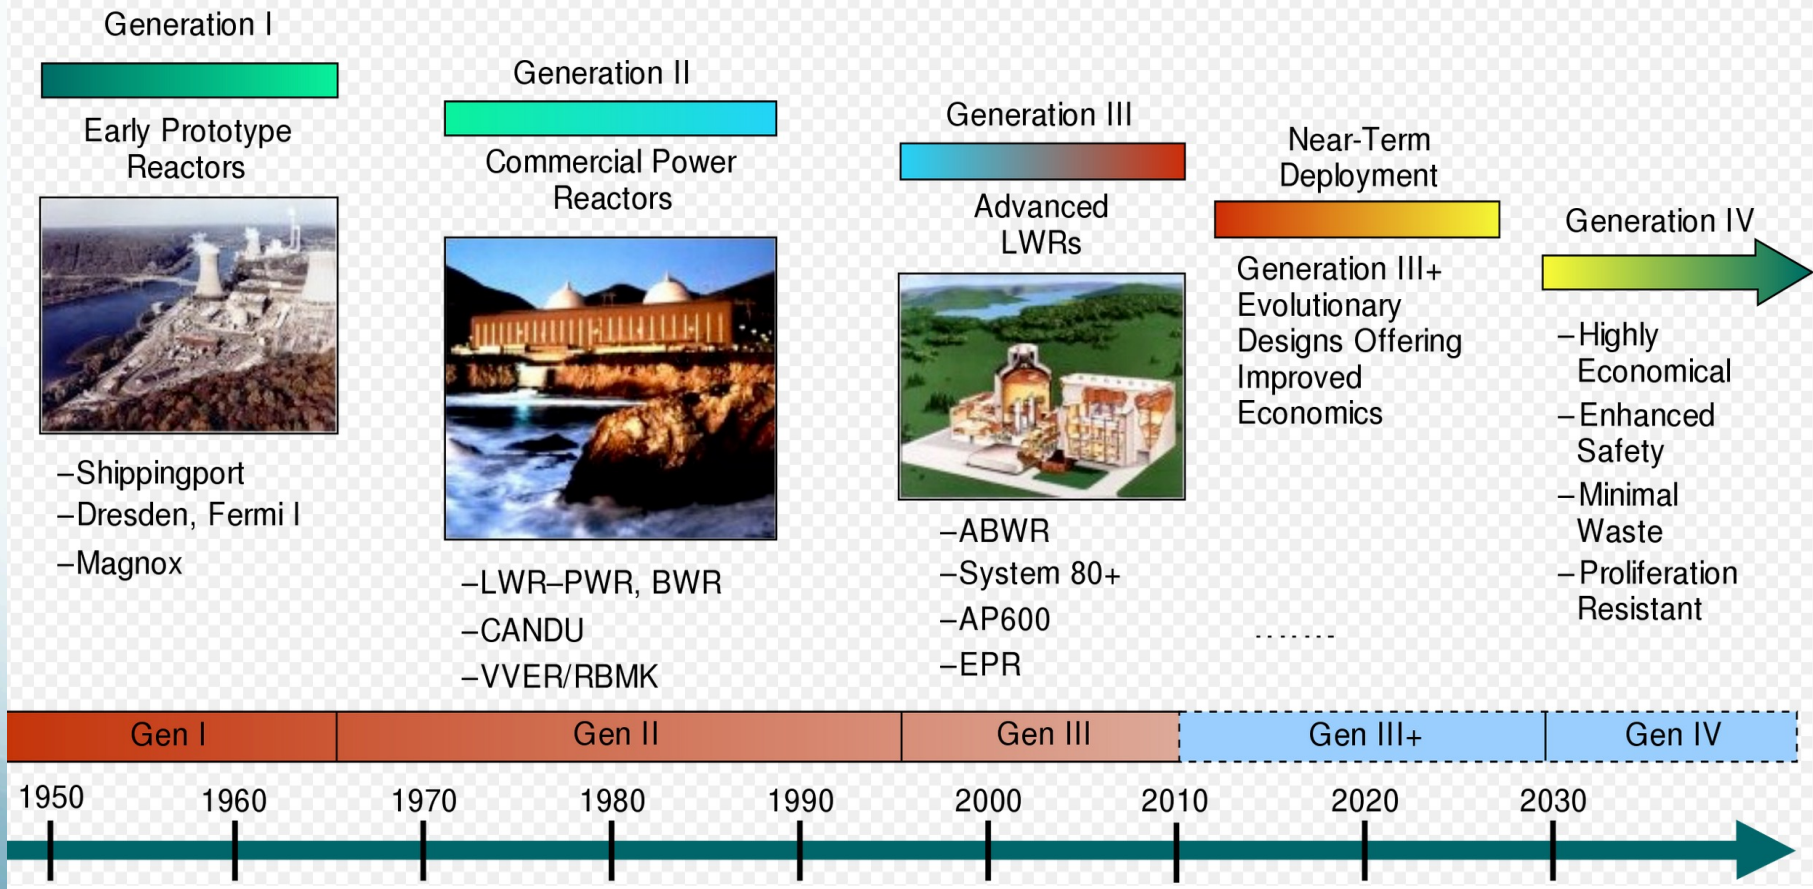 Generation I
Early Prototype
Reactors
–Shippingport
–Dresden, Fermi I
–Magnox
Generation II
Commercial Power
Reactors
–LWR–PWR, BWR
–CANDU
–VVER/RBMK
Generation III
Advanced
LWRs
–ABWR
–System 80+
–AP600
–EPR
Near-Term
Deployment
Generation III+
Evolutionary
Designs Offering
Improved
Economics
Generation IV
–Highly
Economical
–Enhanced
Safety
–Minimal
Waste
–Proliferation
Resistant
Gen I
Gen II
Gen III
Gen III+
Gen IV
1950
1960
1970
1980
1990
2000
2010
2020
2030